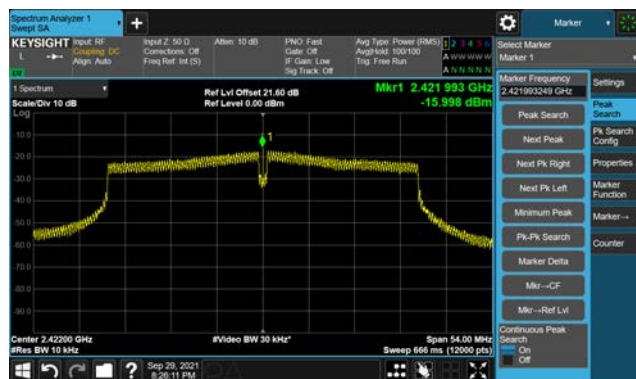 Spectrum Analyzer 1
Swept SA
Marker
KEYSIGHT
L
Input: RF
Coupling: DC
Align: Auto
Input Z: 50 Ω
Corrections: Off
Freq Ref: Int (S)
Atten: 10 dB
PNO: Fast
Gate: Off
IF Gain: Low
Sig Track: Off
Avg Type: Power (RMS)
Avg|Hold: 100/100
Trig: Free Run
1 2 3 4 5 6
A W W W W W
A N N N N N
Select Marker
Marker 1
1 Spectrum
Scale/Div 10 dB
Log
Ref Lvl Offset 21.60 dB
Ref Level 0.00 dBm
Mkr1 2.421 993 GHz
-15.998 dBm
1
-10.0
-20.0
-30.0
-40.0
-50.0
-60.0
-70.0
-80.0
-90.0
Center 2.42200 GHz
#Res BW 10 kHz
#Video BW 30 kHz*
Span 54.00 MHz
Sweep 666 ms (12000 pts)
Marker Frequency
2.421993249 GHz
Peak Search
Next Peak
Next Pk Right
Next Pk Left
Minimum Peak
Pk-Pk Search
Marker Delta
Mkr→CF
Mkr→Ref Lvl
Continuous Peak
Search
On
Off
Settings
Peak
Search
Pk Search
Config
Properties
Marker
Function
Marker→
Counter
?
Sep 29, 2021
8:26:11 PM